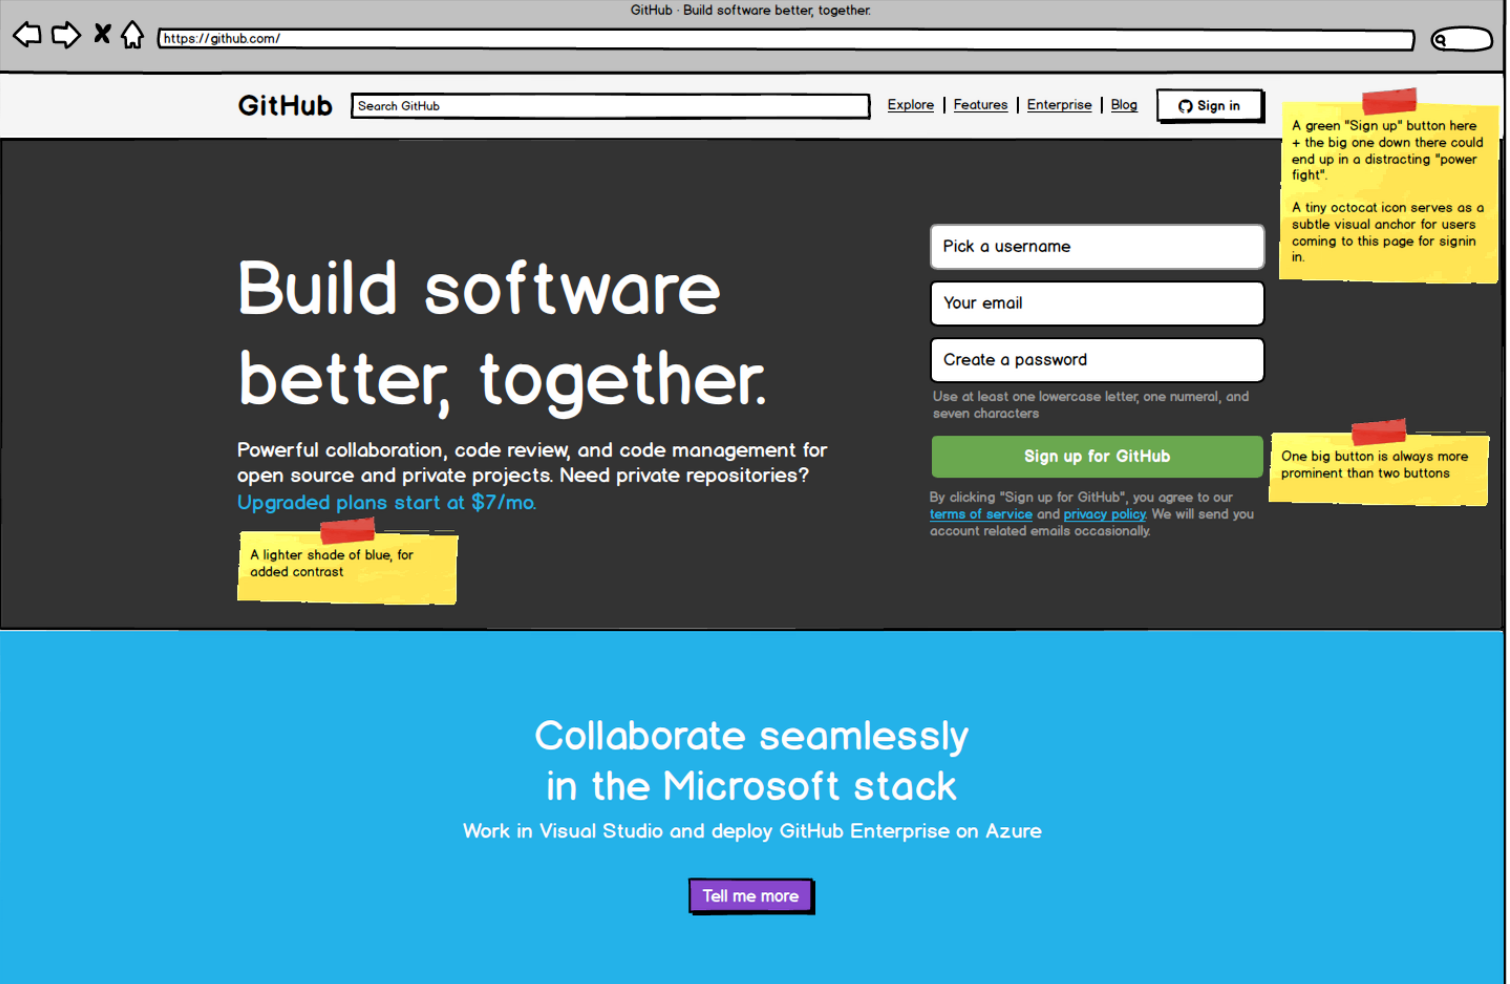 GitHub · Build software better, together.
https://github.com/
GitHub
Search GitHub
Explore | Features | Enterprise | Blog
Sign in
A green "Sign up" button here
+ the big one down there could
end up in a distracting "power
fight".
A tiny octocat icon serves as a
subtle visual anchor for users
coming to this page for signin
in.
Build software
better, together.
Powerful collaboration, code review, and code management for
open source and private projects. Need private repositories?
Upgraded plans start at $7/mo.
A lighter shade of blue, for
added contrast
Pick a username
Your email
Create a password
Use at least one lowercase letter, one numeral, and
seven characters
Sign up for GitHub
One big button is always more
prominent than two buttons
By clicking "Sign up for GitHub", you agree to our
terms of service and privacy policy. We will send you
account related emails occasionally.
Collaborate seamlessly
in the Microsoft stack
Work in Visual Studio and deploy GitHub Enterprise on Azure
Tell me more